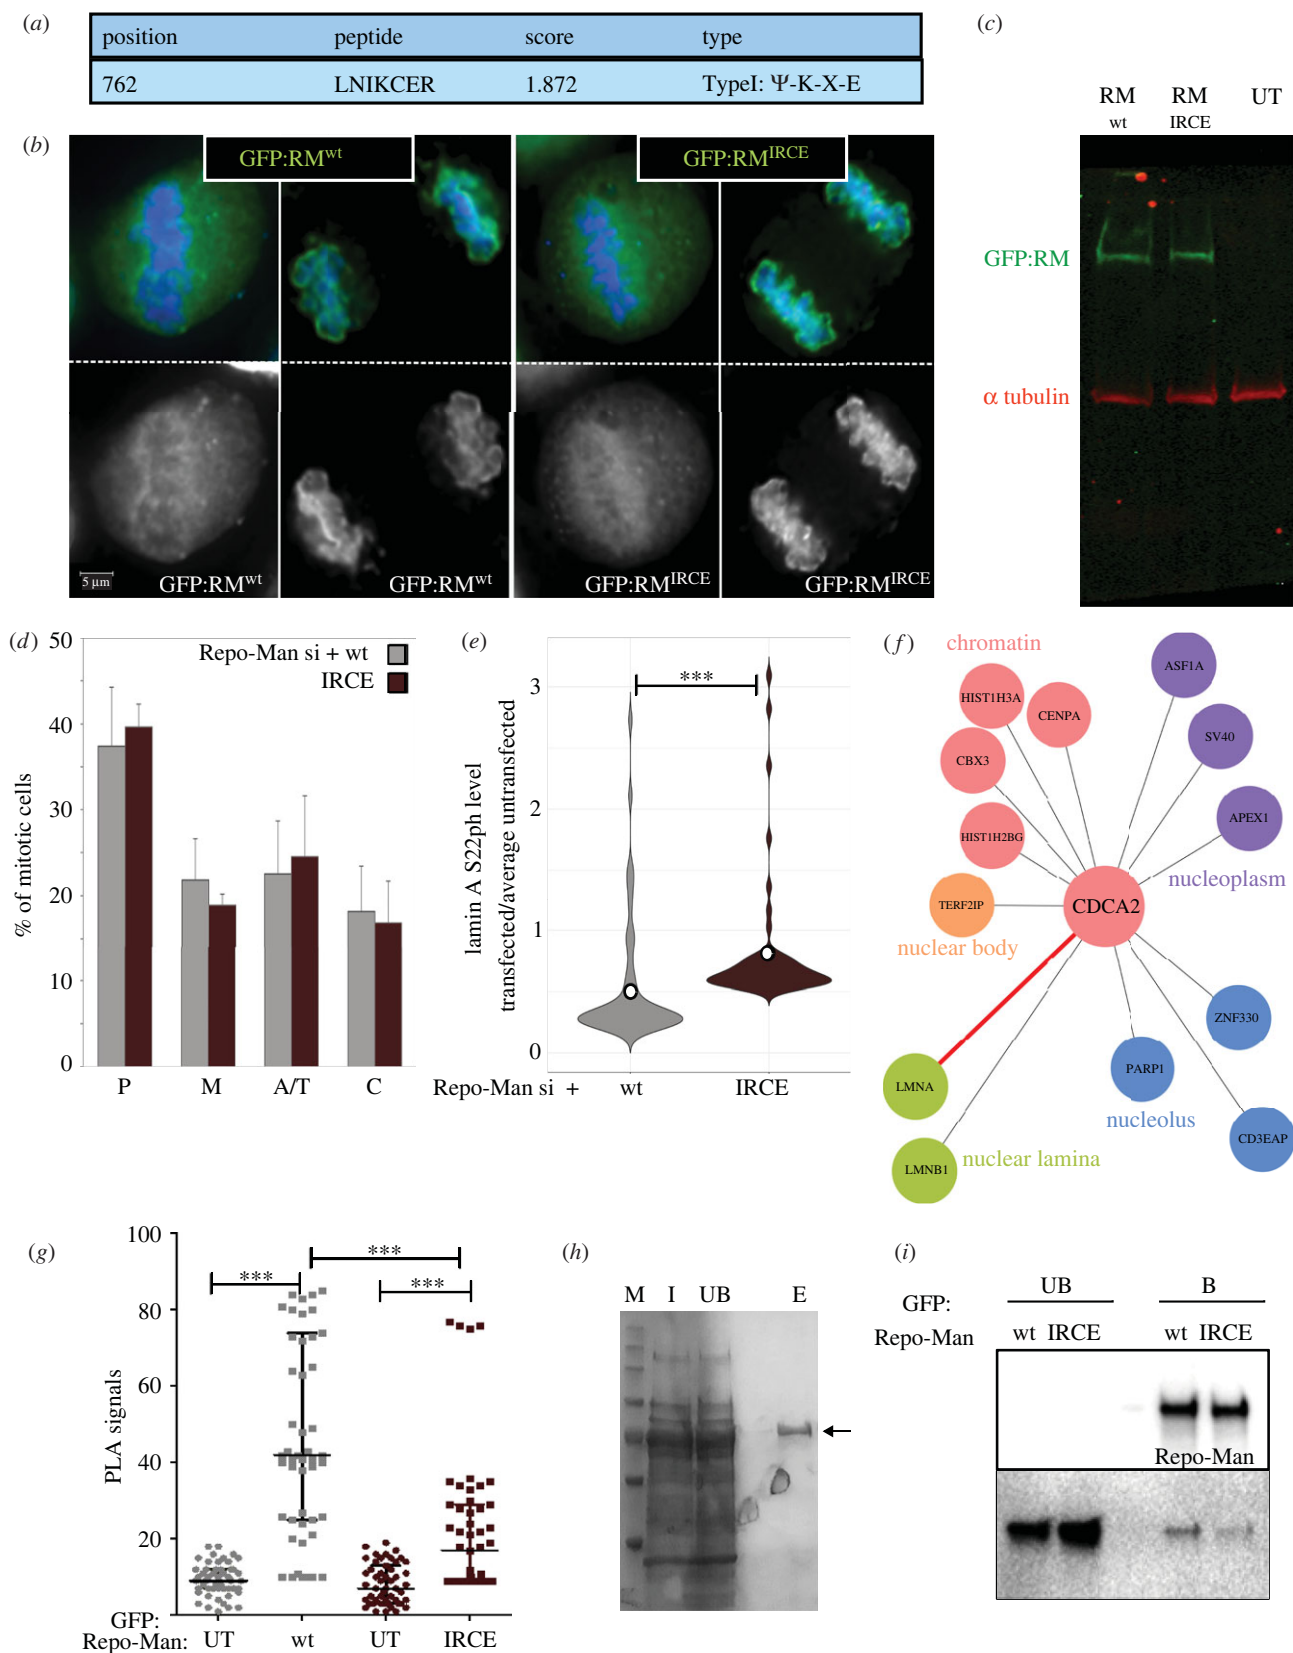 (a)
position peptide score type
762 LNIKCER 1.872 TypeI: Ψ-K-X-E
(b)
GFP:RMwt GFP:RMIRCE
5 µm
GFP:RMwt GFP:RMwt GFP:RMIRCE GFP:RMIRCE
(c)
RM RM UT
wt IRCE
GFP:RM
α tubulin
(d)
50
40
30
20
10
0
% of mitotic cells
Repo-Man si + wt
IRCE
P M A/T C
(e)
lamin A S22ph level
transfected/average untransfected
3
2
1
0
***
Repo-Man si + wt IRCE
(f)
chromatin
HIST1H3A
CENPA
CBX3
HIST1H2BG
ASF1A
SV40
APEX1
nucleoplasm
CDCA2
TERF2IP
nuclear body
LMNA
LMNB1
nuclear lamina
ZNF330
PARP1
nucleolus
CD3EAP
(g)
100
80
60
40
20
PLA signals
***
***
***
GFP:
Repo-Man: UT wt UT IRCE
(h)
M I UB E
(i)
UB B
GFP:
Repo-Man wt IRCE wt IRCE
Repo-Man